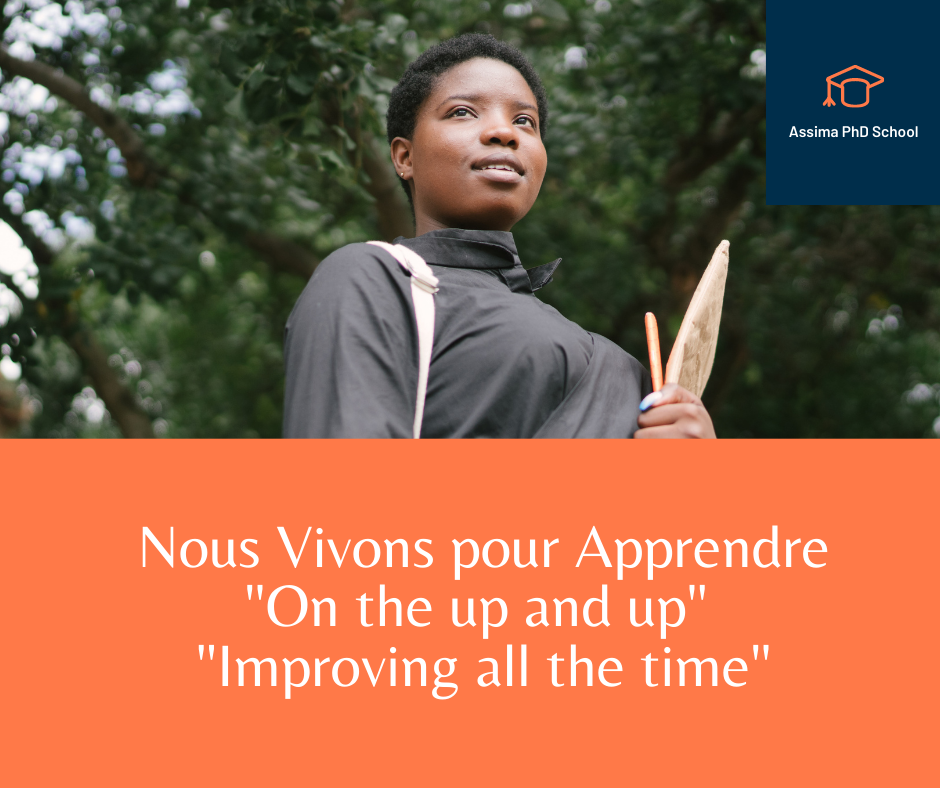 Assima PhD School
Nous Vivons pour Apprendre
"On the up and up"
"Improving all the time"